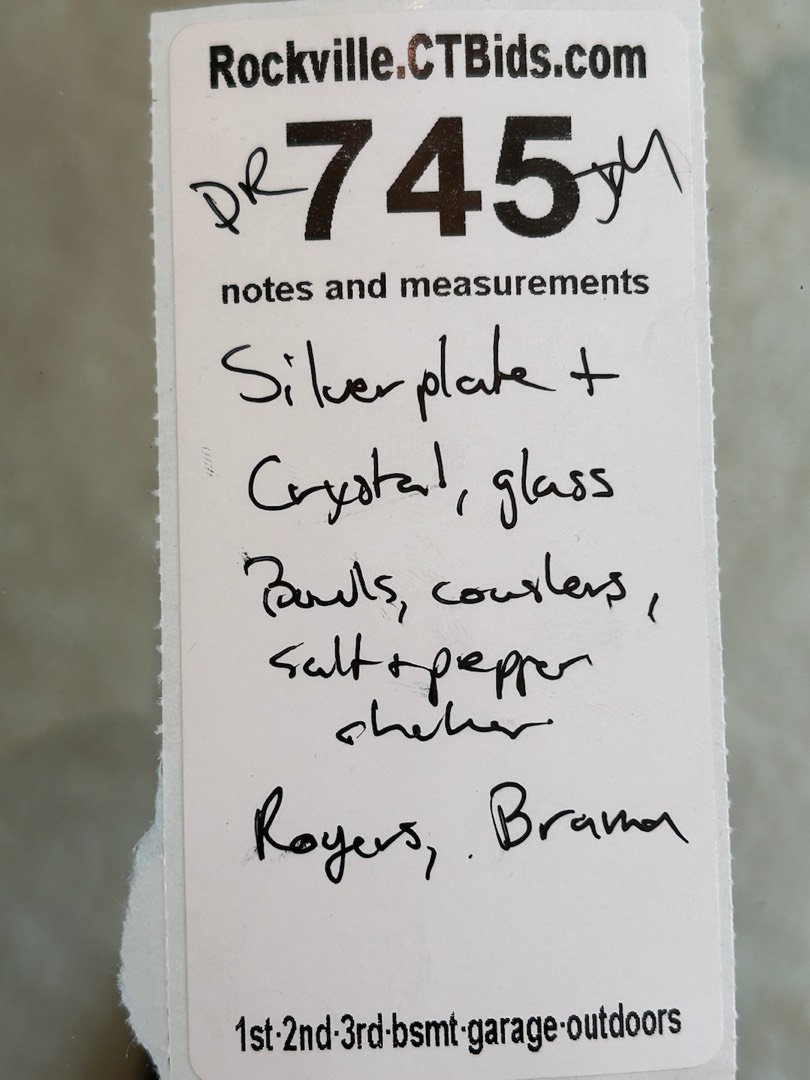 Rockville.CTBids.com
DR 745 JM
notes and measurements
Silverplate +
Crystal, glass
Bowls, coasters,
salt + pepper
shaker
Rogers,
1st·2nd·3rd·bsmt·garage·outdoors